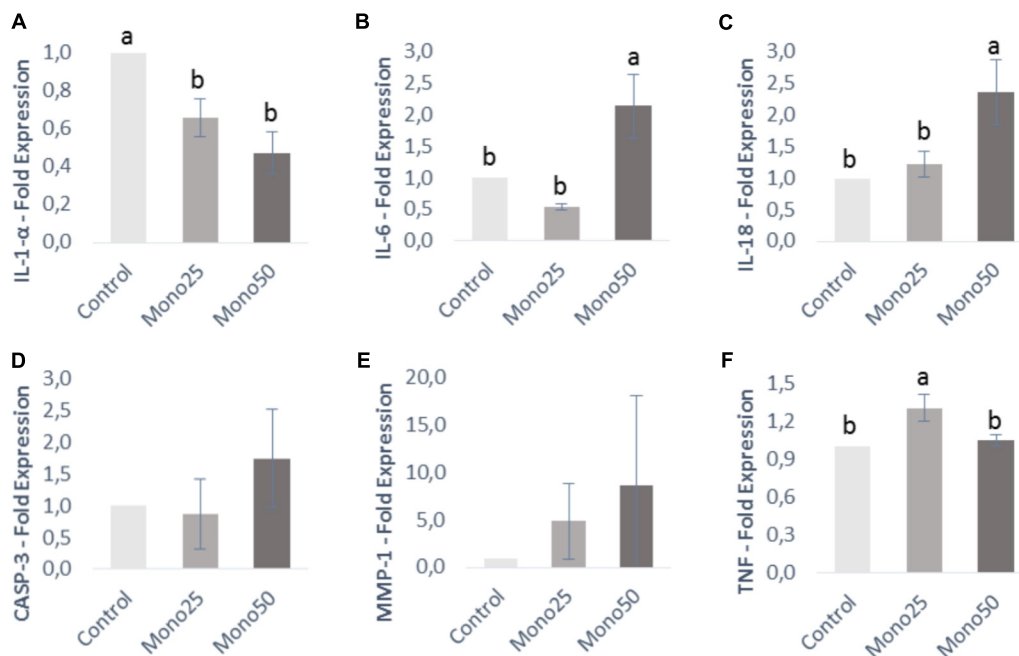 A
IL-1-α - Fold Expression
1,0
0,8
0,6
0,4
0,2
0,0
a
b
b
Control
Mono25
Mono50
B
IL-6 - Fold Expression
3,0
2,5
2,0
1,5
1,0
0,5
0,0
b
b
a
Control
Mono25
Mono50
C
IL-18 - Fold Expression
3,0
2,5
2,0
1,5
1,0
0,5
0,0
b
b
a
Control
Mono25
Mono50
D
CASP-3 - Fold Expression
3,0
2,5
2,0
1,5
1,0
0,5
0,0
Control
Mono25
Mono50
E
MMP-1 - Fold Expression
20,0
15,0
10,0
5,0
0,0
Control
Mono25
Mono50
F
TNF - Fold Expression
1,5
1,2
0,9
0,6
0,3
0,0
b
a
b
Control
Mono25
Mono50